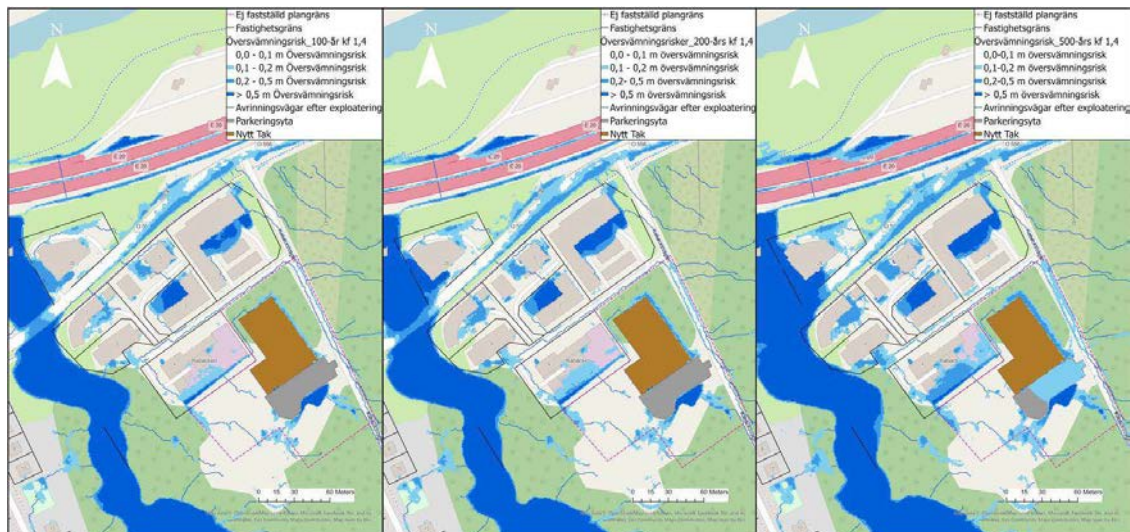 Ej fastställd plangräns
Fastighetsgräns
Översvämningsrisk_100-år kf 1,4
0,0 - 0,1 m Översvämningsrisk
0,1 - 0,2 m översvämningsrisk
0,2 - 0,5 m Översvämningsrisk
> 0,5 m Översvämningsrisk
Avrinningsvägar efter exploatering
Parkeringsyta
Nytt Tak
E 20
E 20
0 15 30 60 Meters
Ej fastställd plangräns
Fastighetsgräns
Översvämningsrisker_200-års kf 1,4
0,0 - 0,1 m översvämningsrisk
0,1 - 0,2 m översvämningsrisk
0,2- 0,5 m översvämningsrisk
> 0,5 m översvämningsrisk
Avrinningsvägar efter exploatering
Parkeringsyta
Nytt Tak
E 20
E 20
0 15 30 60 Meters
Ej fastställd plangräns
Fastighetsgräns
Översvämningsrisk_500-års kf 1,4
0,0-0,1 m översvämningsrisk
0,1-0,2 m översvämningsrisk
0,2-0,5 m översvämningsrisk
> 0,5 m översvämningsrisk
Avrinningsvägar efter exploatering
Parkeringsyta
Nytt Tak
E 20
E 20
0 15 30 60 Meters